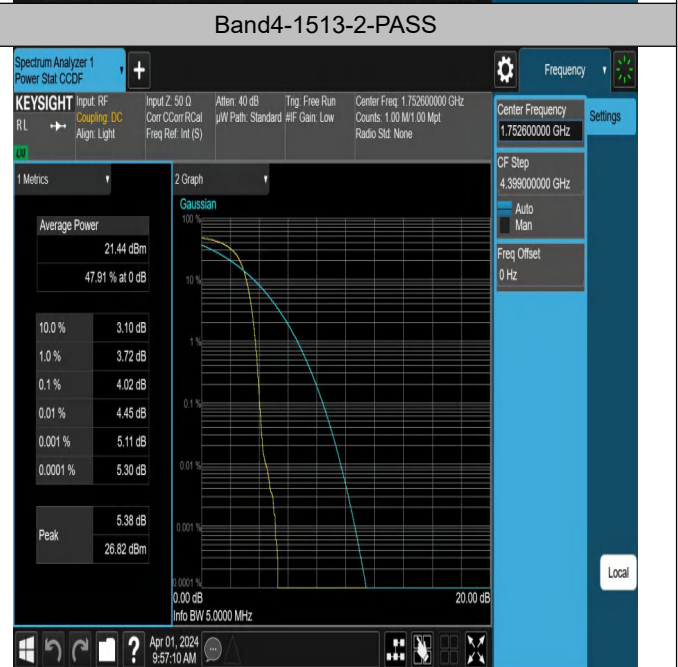 Band4-1513-2-PASS
Spectrum Analyzer 1
Power Stat CCDF
+
Frequency
KEYSIGHT
RL
Input: RF
Coupling: DC
Align: Light
Input Z: 50 Ω
Corr CCorr RCal
Freq Ref: Int (S)
Atten: 40 dB
µW Path: Standard
Trig: Free Run
#IF Gain: Low
Center Freq: 1.752600000 GHz
Counts: 1.00 M/1.00 Mpt
Radio Std: None
Center Frequency
1.752600000 GHz
Settings
CF Step
4.399000000 GHz
Auto
Man
Freq Offset
0 Hz
1 Metrics
Average Power
21.44 dBm
47.91 % at 0 dB
10.0 % 3.10 dB
1.0 % 3.72 dB
0.1 % 4.02 dB
0.01 % 4.45 dB
0.001 % 5.11 dB
0.0001 % 5.30 dB
Peak
5.38 dB
26.82 dBm
2 Graph
Gaussian
100 %
10 %
1 %
0.1 %
0.01 %
0.001 %
0.0001 %
0.00 dB 20.00 dB
Info BW 5.0000 MHz
Local
?
Apr 01, 2024
9:57:10 AM